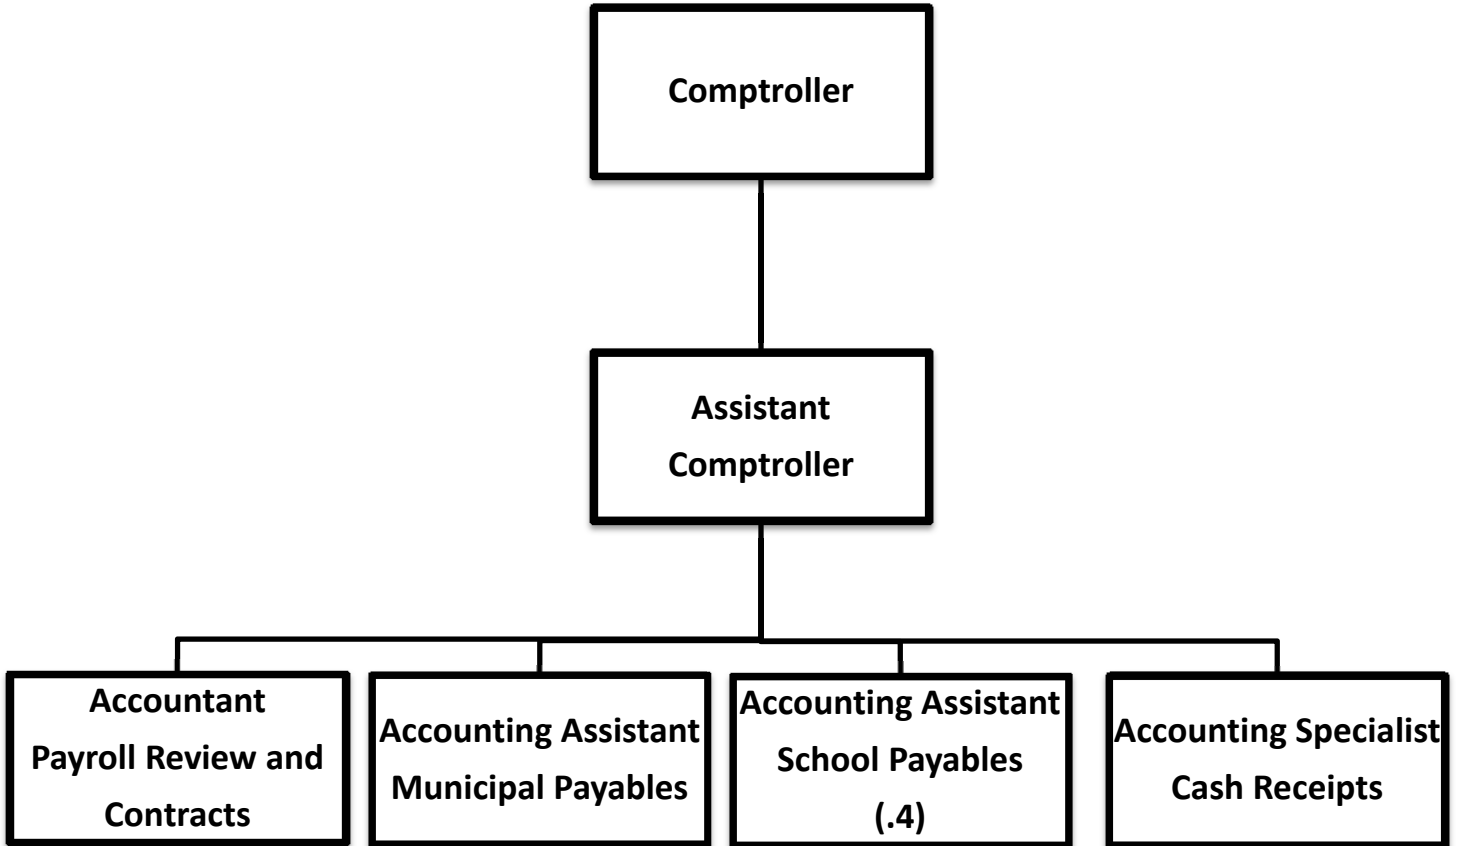 Comptroller
Assistant
Comptroller
Accountant
Payroll Review and
Contracts
Accounting Assistant
Municipal Payables
Accounting Assistant
School Payables
(.4)
Accounting Specialist
Cash Receipts